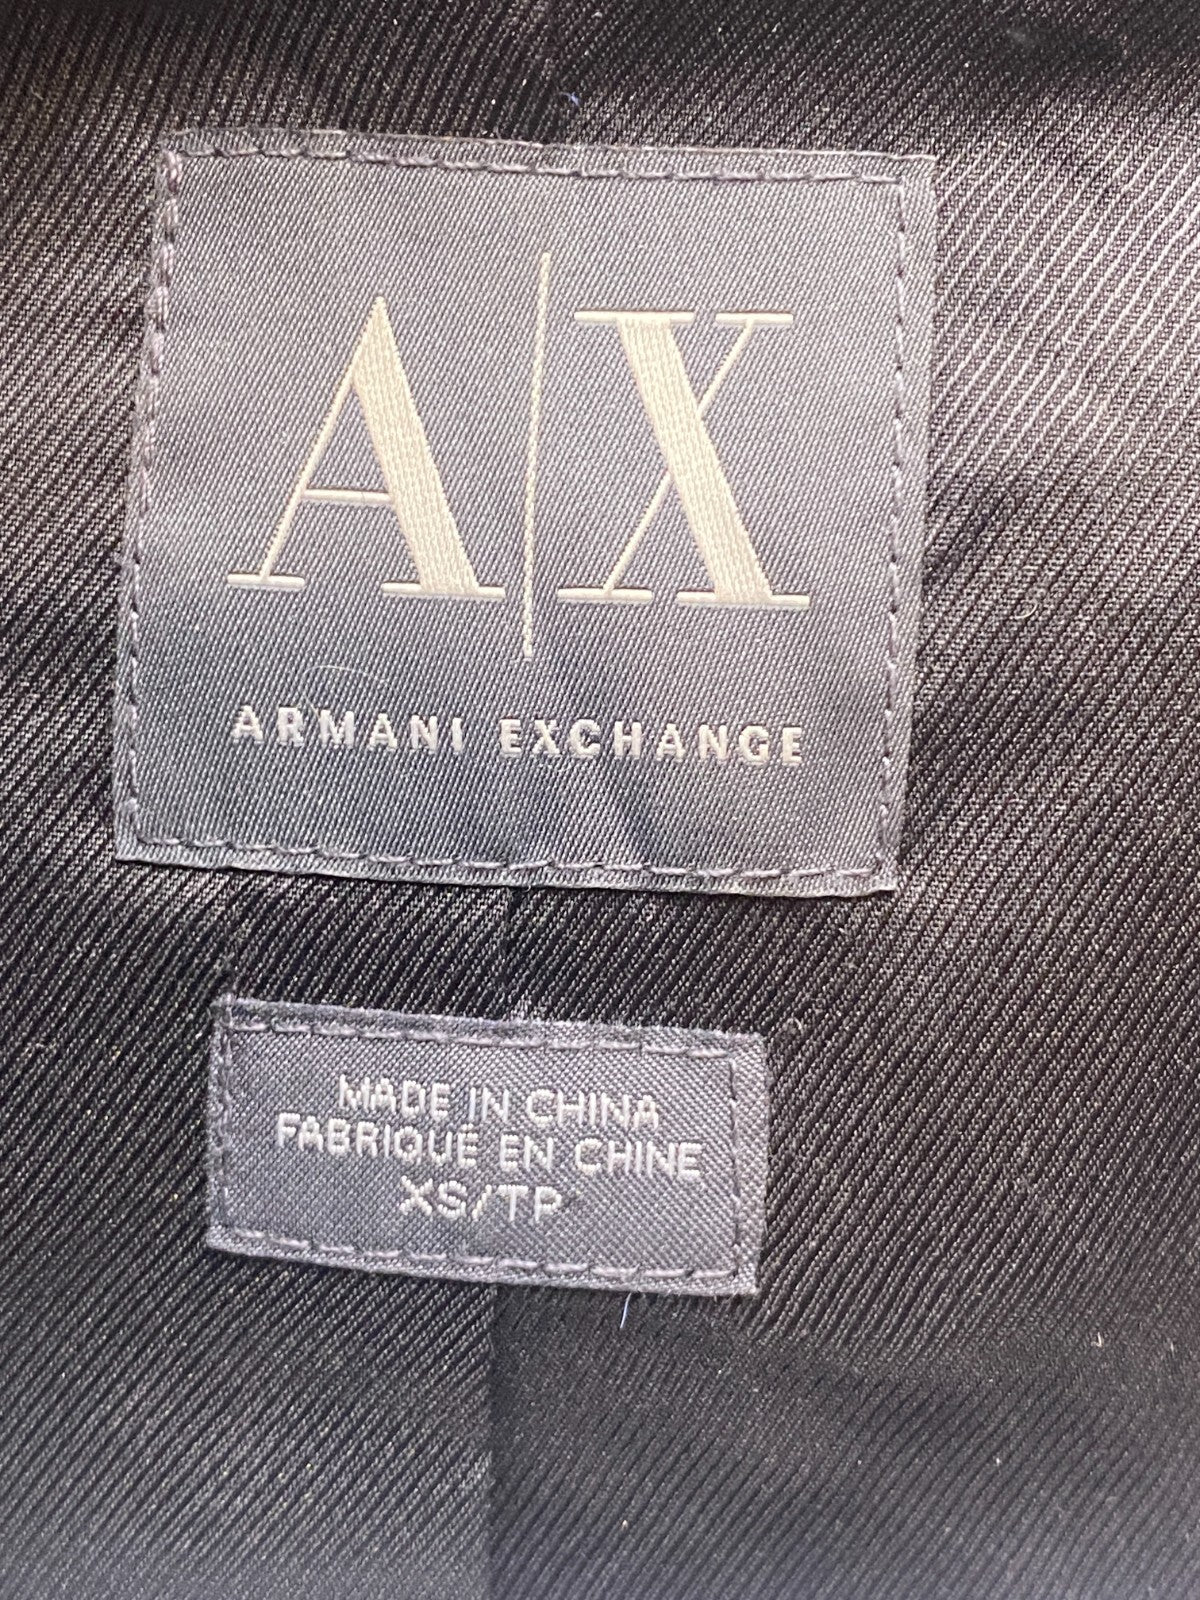 A|X
ARMANI EXCHANGE
MADE IN CHINA
FABRIQUÉ EN CHINE
XS/TP